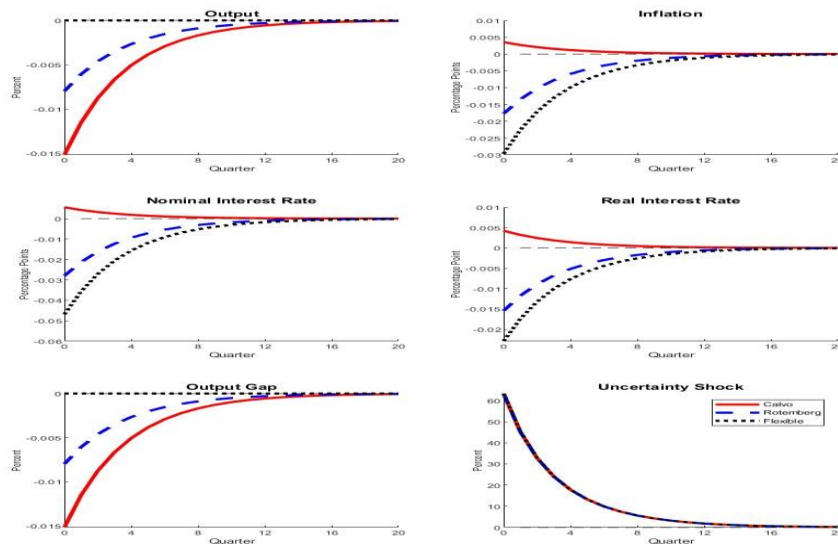 Output
Percent
0
-0.005
-0.01
-0.015
0 4 8 12 16 20
Quarter
Inflation
Percentage Points
0.01
0.005
0
-0.005
-0.01
-0.015
-0.02
-0.025
-0.03
0 4 8 12 16 20
Quarter
Nominal Interest Rate
Percentage Points
0
-0.01
-0.02
-0.03
-0.04
-0.05
-0.06
0 4 8 12 16 20
Quarter
Real Interest Rate
Percentage Points
0.01
0.005
0
-0.005
-0.01
-0.015
-0.02
0 4 8 12 16 20
Quarter
Output Gap
Percent
0
-0.005
-0.01
-0.015
0 4 8 12 16 20
Quarter
Uncertainty Shock
Percent
60
50
40
30
20
10
0
Calvo
Rotemberg
Flexible
0 4 8 12 16 20
Quarter